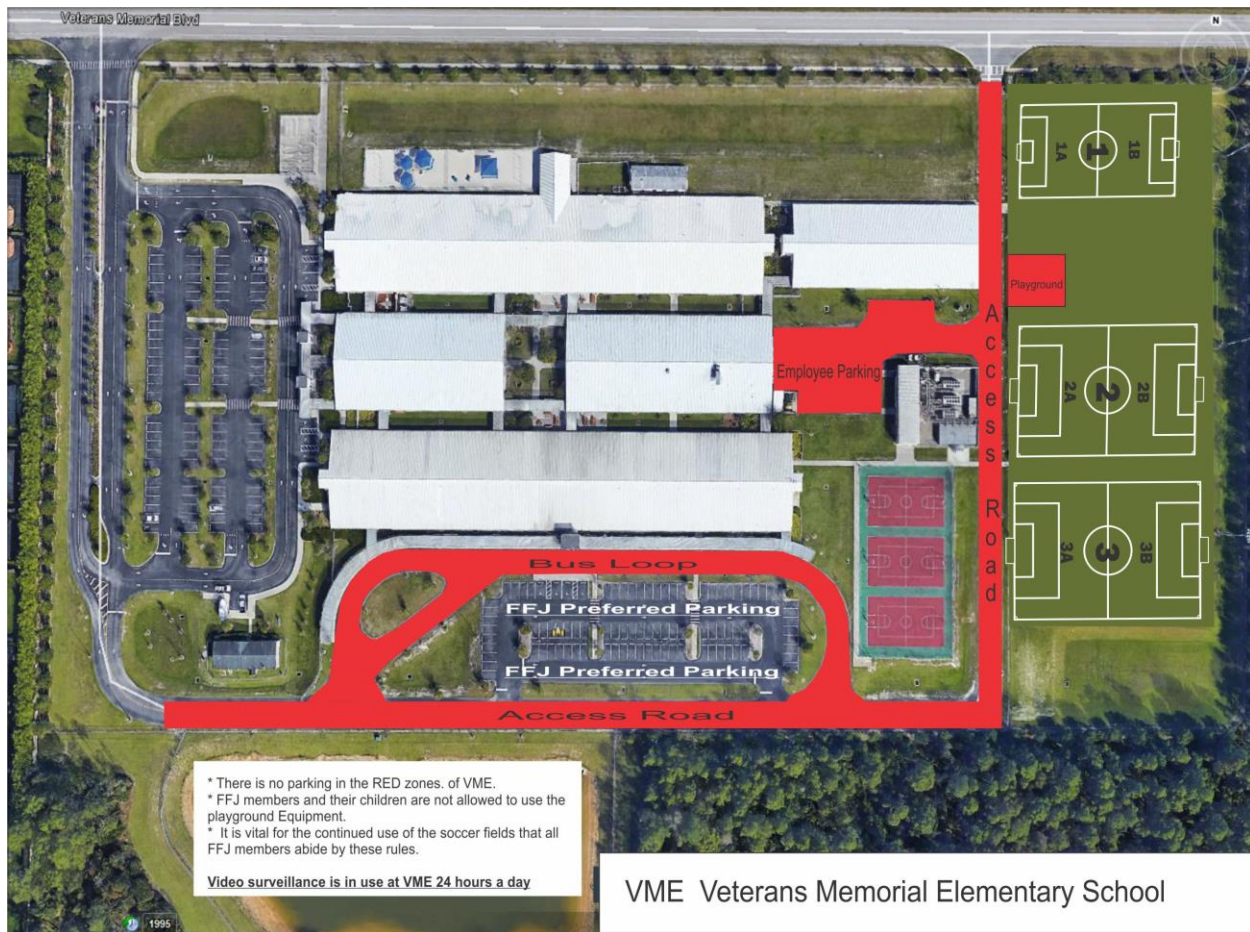 Veterans Memorial Blvd
N
1A
1
1B
Playground
Access Road
Employee Parking
2A
2
2B
3A
3
3B
Bus Loop
FFJ Preferred Parking
FFJ Preferred Parking
Access Road
* There is no parking in the RED zones. of VME.
* FFJ members and their children are not allowed to use the
playground Equipment.
* It is vital for the continued use of the soccer fields that all
FFJ members abide by these rules.
Video surveillance is in use at VME 24 hours a day
VME Veterans Memorial Elementary School
1995